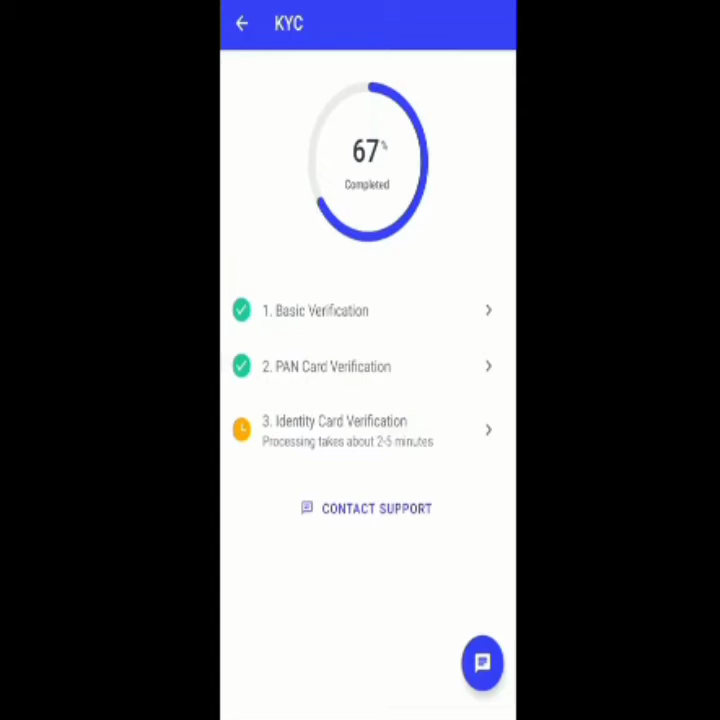 KYC
67%
Completed
1. Basic Verification
2. PAN Card Verification
3. Identity Card Verification
Processing takes about 2-5 minutes
CONTACT SUPPORT